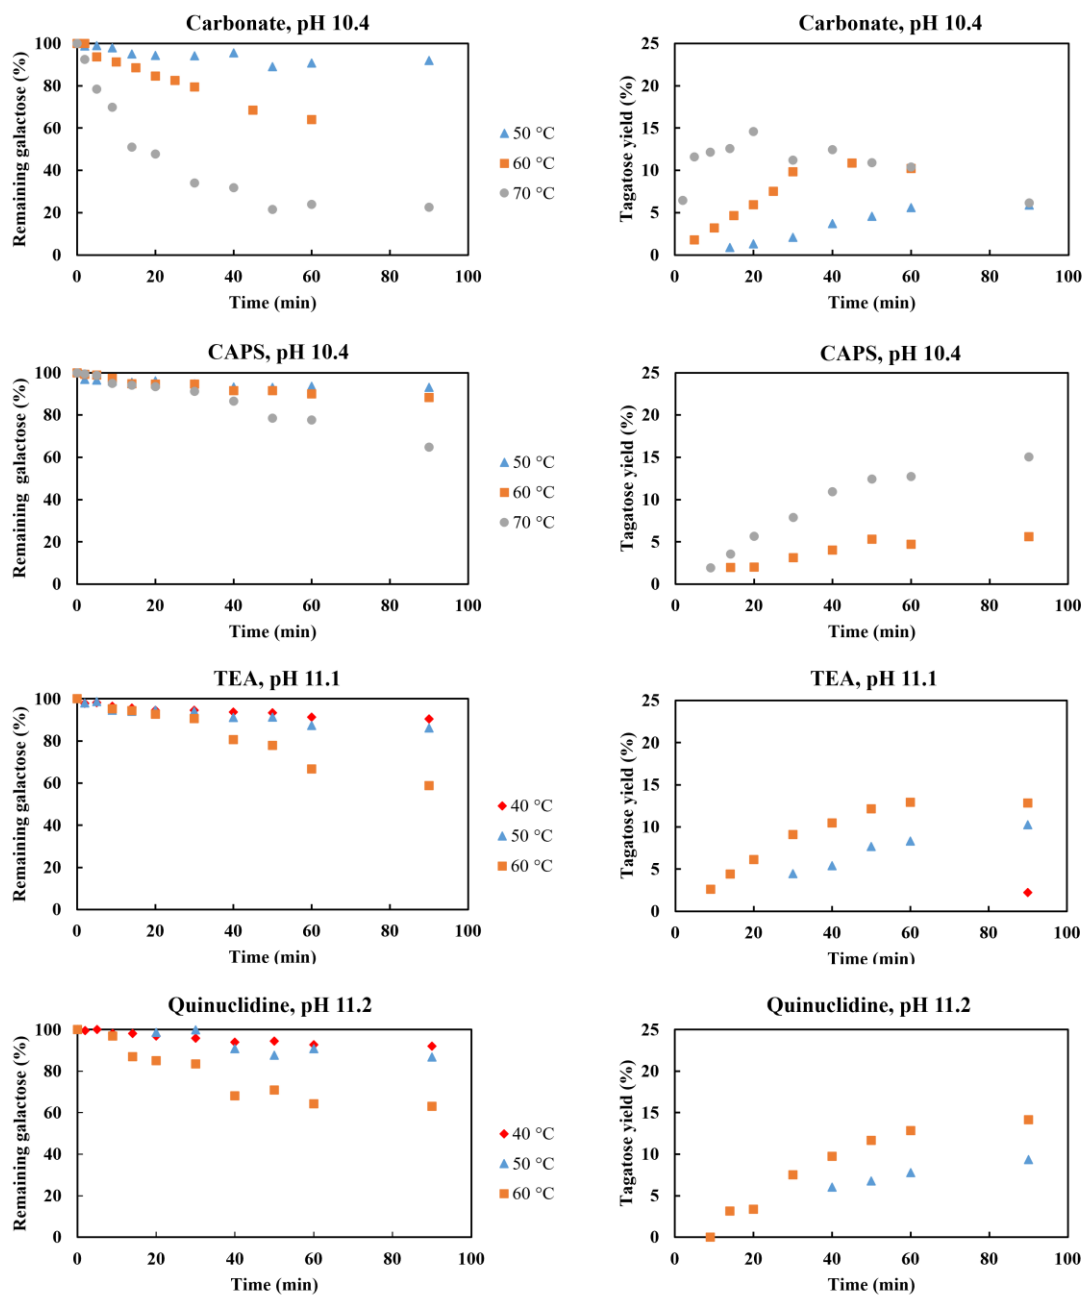 Carbonate, pH 10.4
Remaining galactose (%)
100
80
60
40
20
0
0 20 40 60 80 100
Time (min)
50 °C
60 °C
70 °C
Carbonate, pH 10.4
Tagatose yield (%)
25
20
15
10
5
0
0 20 40 60 80 100
Time (min)
CAPS, pH 10.4
Remaining galactose (%)
100
80
60
40
20
0
0 20 40 60 80 100
Time (min)
50 °C
60 °C
70 °C
CAPS, pH 10.4
Tagatose yield (%)
25
20
15
10
5
0
0 20 40 60 80 100
Time (min)
TEA, pH 11.1
Remaining galactose (%)
100
80
60
40
20
0
0 20 40 60 80 100
Time (min)
40 °C
50 °C
60 °C
TEA, pH 11.1
Tagatose yield (%)
25
20
15
10
5
0
0 20 40 60 80 100
Time (min)
Quinuclidine, pH 11.2
Remaining galactose (%)
100
80
60
40
20
0
0 20 40 60 80 100
Time (min)
40 °C
50 °C
60 °C
Quinuclidine, pH 11.2
Tagatose yield (%)
25
20
15
10
5
0
0 20 40 60 80 100
Time (min)